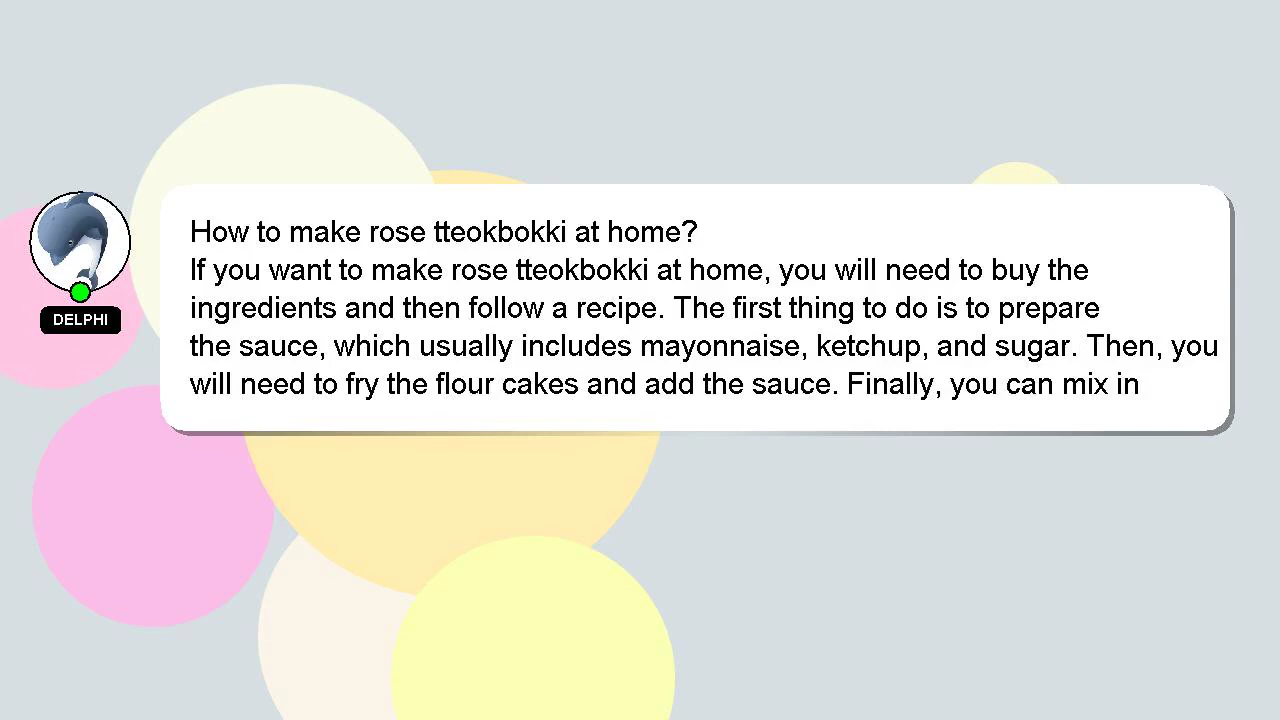 How to make rose tteokbokki at home?
If you want to make rose tteokbokki at home, you will need to buy the
ingredients and then follow a recipe. The first thing to do is to prepare
the sauce, which usually includes mayonnaise, ketchup, and sugar. Then, you
will need to fry the flour cakes and add the sauce. Finally, you can mix in
DELPHI